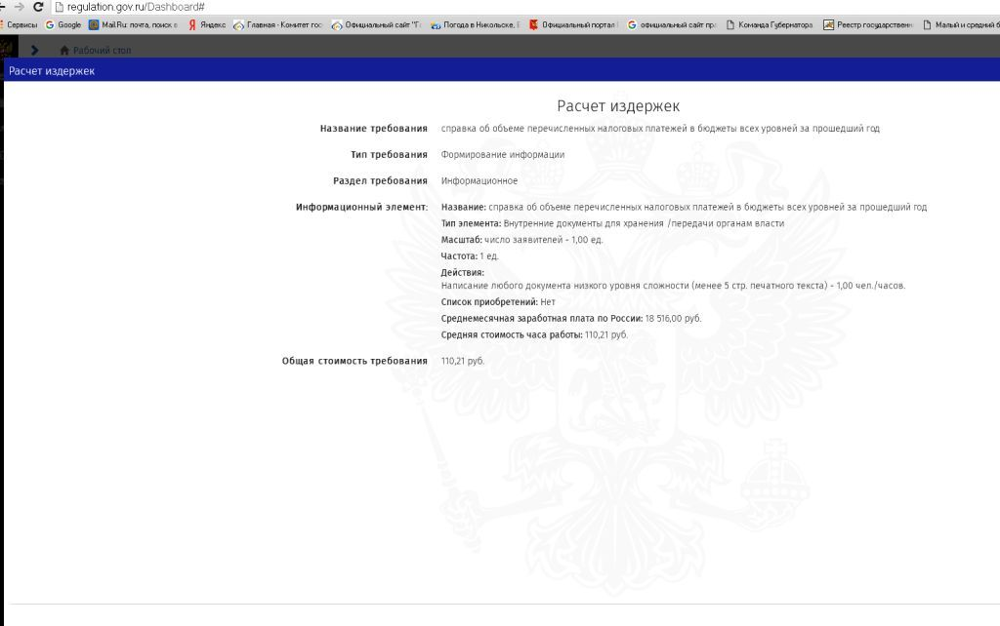 regulation.gov.ru/Dashboard#
Сервисы Google Mail.Ru: почта, поиск в Яндекс Главная - Комитет гос Официальный сайт "Г Погода в Никольске, Официальный портал официальный сайт пр Команда Губернатора Реестр государственн Малый и средний б
Рабочий стол
Расчет издержек
Расчет издержек
Название требования справка об объеме перечисленных налоговых платежей в бюджеты всех уровней за прошедший год
Тип требования Формирование информации
Раздел требования Информационное
Информационный элемент: Название: справка об объеме перечисленных налоговых платежей в бюджеты всех уровней за прошедший год
Тип элемента: Внутренние документы для хранения /передачи органам власти
Масштаб: число заявителей - 1,00 ед.
Частота: 1 ед.
Действия:
Написание любого документа низкого уровня сложности (менее 5 стр. печатного текста) - 1,00 чел./часов.
Список приобретений: Нет
Среднемесячная заработная плата по России: 18 516,00 руб.
Средняя стоимость часа работы: 110,21 руб.
Общая стоимость требования 110,21 руб.